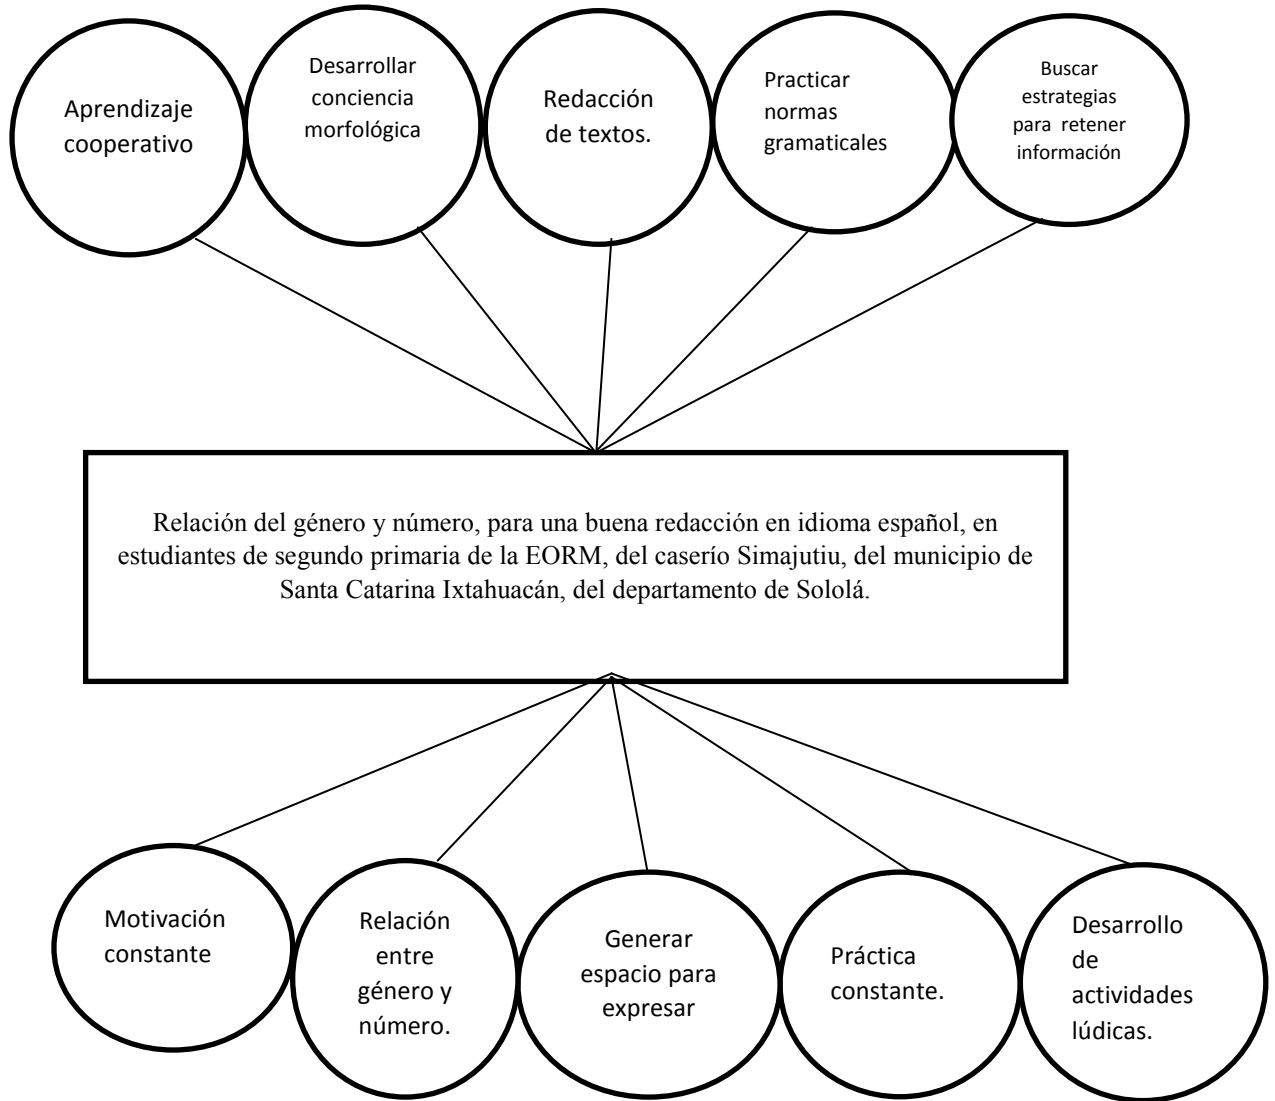 Aprendizaje
cooperativo
Desarrollar
conciencia
morfológica
Redacción
de textos.
Practicar
normas
gramaticales
Buscar
estrategias
para retener
información
Relación del género y número, para una buena redacción en idioma español, en
estudiantes de segundo primaria de la EORM, del caserío Simajutiu, del municipio de
Santa Catarina Ixtahuacán, del departamento de Sololá.
Motivación
constante
Relación
entre
género y
número.
Generar
espacio para
expresar
Práctica
constante.
Desarrollo
de
actividades
lúdicas.